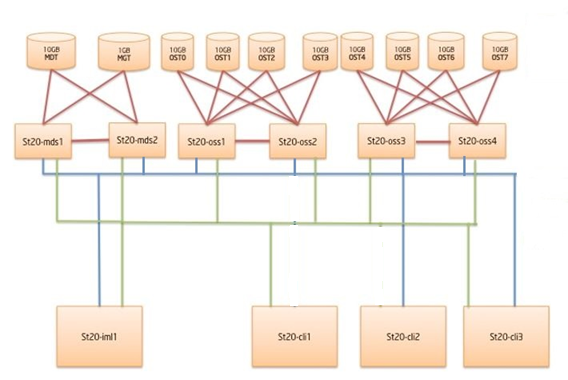 10GB
MDT
1GB
MGT
10GB
OST0
10GB
OST1
10GB
OST2
10GB
OST3
10GB
OST4
10GB
OST5
10GB
OST6
10GB
OST7
St20-mds1
St20-mds2
St20-oss1
St20-oss2
St20-oss3
St20-oss4
St20-iml1
St20-cli1
St20-cli2
St20-cli3